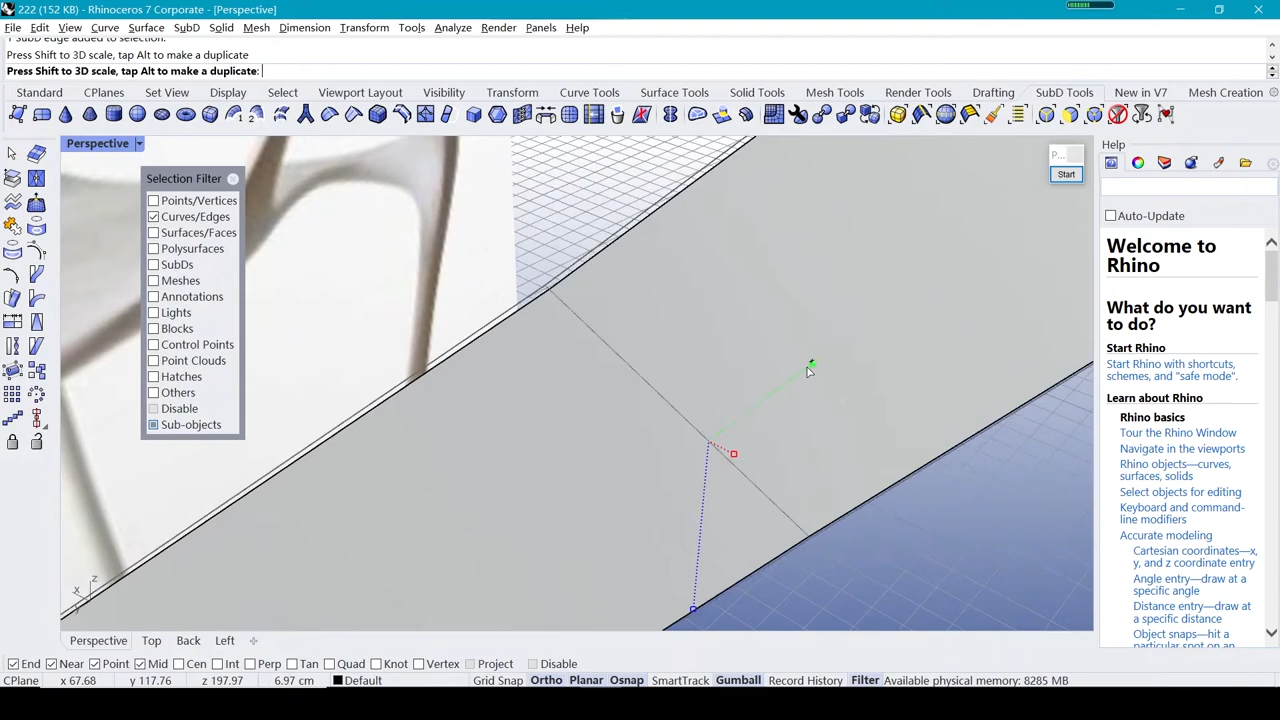 222 (152 KB) - Rhinoceros 7 Corporate - [Perspective]
File Edit View Curve Surface SubD Solid Mesh Dimension Transform Tools Analyze Render Panels Help
1 SubD edge added to selection.
Press Shift to 3D scale, tap Alt to make a duplicate
Press Shift to 3D scale, tap Alt to make a duplicate:
Standard CPlanes Set View Display Select Viewport Layout Visibility Transform Curve Tools Surface Tools Solid Tools Mesh Tools Render Tools Drafting SubD Tools New in V7 Mesh Creation
Perspective
P...
Start
Selection Filter
Points/Vertices
Curves/Edges
Surfaces/Faces
Polysurfaces
SubDs
Meshes
Annotations
Lights
Blocks
Control Points
Point Clouds
Hatches
Others
Disable
Sub-objects
z
x
y
Help
Auto-Update
Welcome to
Rhino
What do you want
to do?
Start Rhino
Start Rhino with shortcuts,
schemes, and "safe mode".
Learn about Rhino
Rhino basics
Tour the Rhino Window
Navigate in the viewports
Rhino objects—curves,
surfaces, solids
Select objects for editing
Keyboard and command-
line modifiers
Accurate modeling
Cartesian coordinates—x,
y, and z coordinate entry
Angle entry—draw at a
specific angle
Distance entry—draw at
a specific distance
Object snaps—hit a
particular spot on an
Perspective Top Back Left
End Near Point Mid Cen Int Perp Tan Quad Knot Vertex Project Disable
CPlane x 67.68 y 117.76 z 197.97 6.97 cm Default Grid Snap Ortho Planar Osnap SmartTrack Gumball Record History Filter Available physical memory: 8285 MB